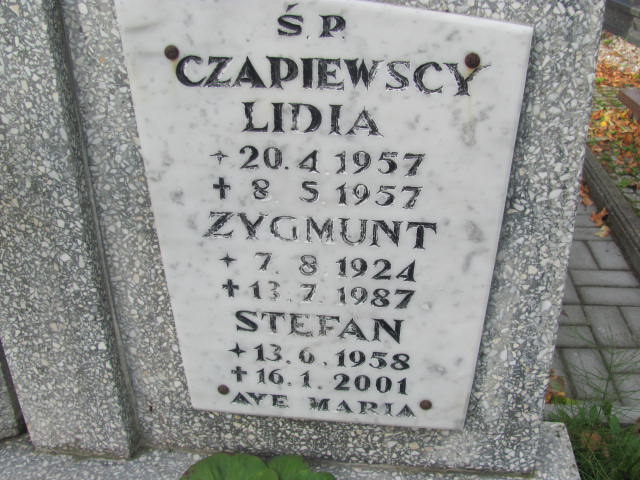 Ś.P.
CZAPIEWSCY
LIDIA
+ 20.4 1957
✝ 8. 5. 1957
ZYGMUNT
+ 7. 8. 1924
✝ 13.7. 1987
STEFAN
+ 13.6.1958
✝ 16.1.2001
AVE MARIA